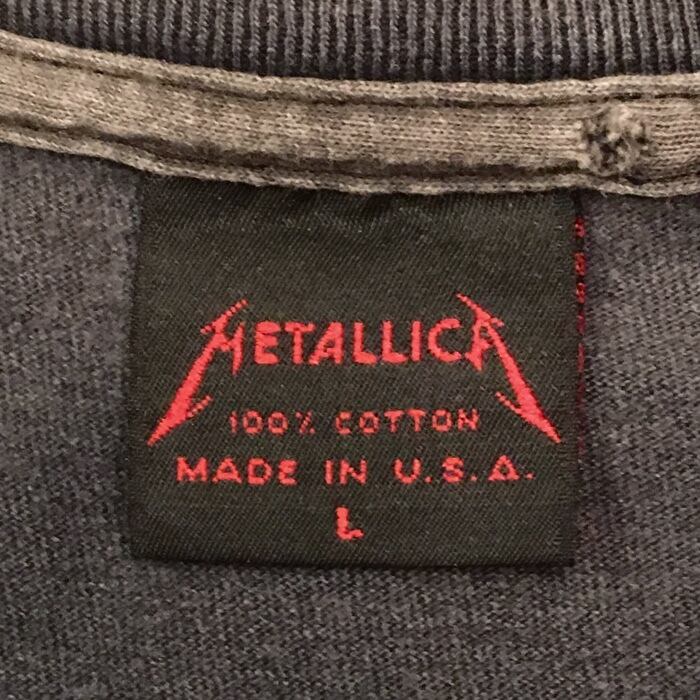 METALLICA
100% COTTON
MADE IN U.S.A.
L